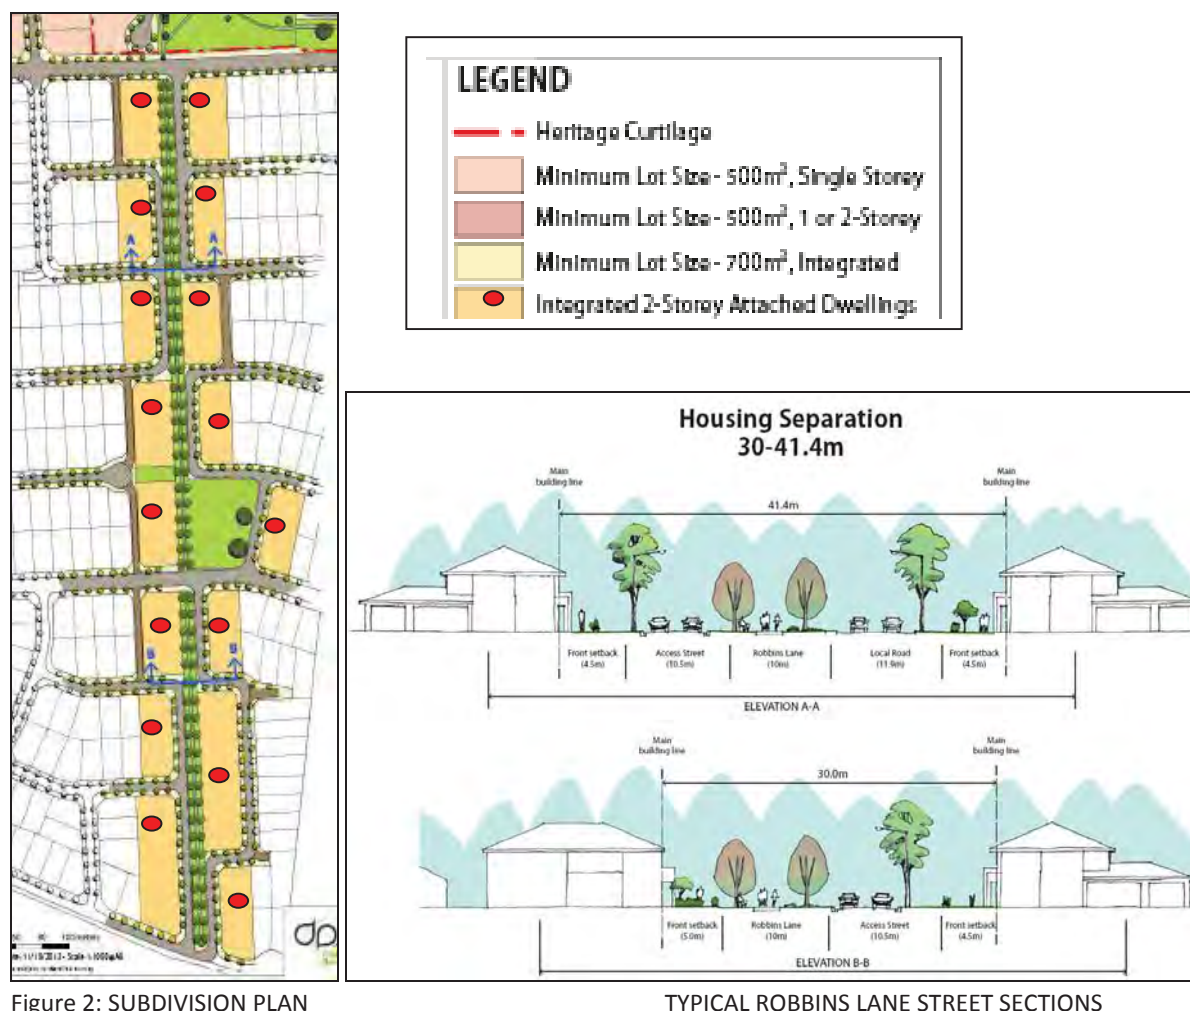 LEGEND
Heritage Curtilage
Minimum Lot Size - 500m², Single Storey
Minimum Lot Size - 500m², 1 or 2-Storey
Minimum Lot Size - 700m², Integrated
Integrated 2-Storey Attached Dwellings
A
A
B
B
dp
Housing Separation
30-41.4m
Main
building line
Main
building line
41.4m
Front setback
(4.5m)
Access Street
(10.5m)
Robbins Lane
(10m)
Local Road
(11.9m)
Front setback
(4.5m)
ELEVATION A-A
Main
building line
Main
building line
30.0m
Front setback
(5.0m)
Robbins Lane
(10m)
Access Street
(10.5m)
Front setback
(4.5m)
ELEVATION B-B
Figure 2: SUBDIVISION PLAN
TYPICAL ROBBINS LANE STREET SECTIONS